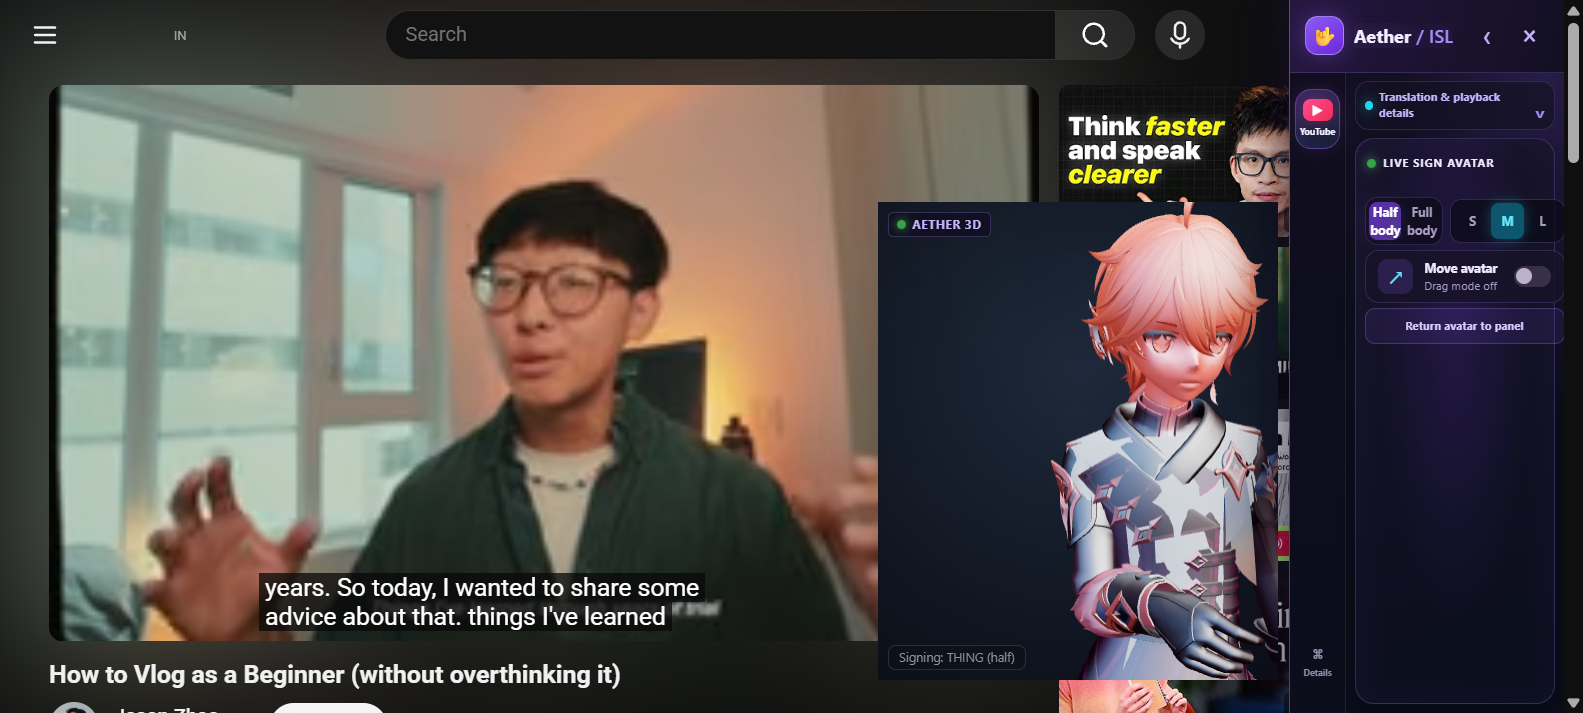 IN
Search
Aether / ISL
Think faster
and speak
clearer
YouTube
Translation & playback
details
LIVE SIGN AVATAR
Half
body
Full
body
S
M
L
Move avatar
Drag mode off
Return avatar to panel
AETHER 3D
years. So today, I wanted to share some
advice about that. things I've learned
trial
Signing: THING (half)
Details
How to Vlog as a Beginner (without overthinking it)